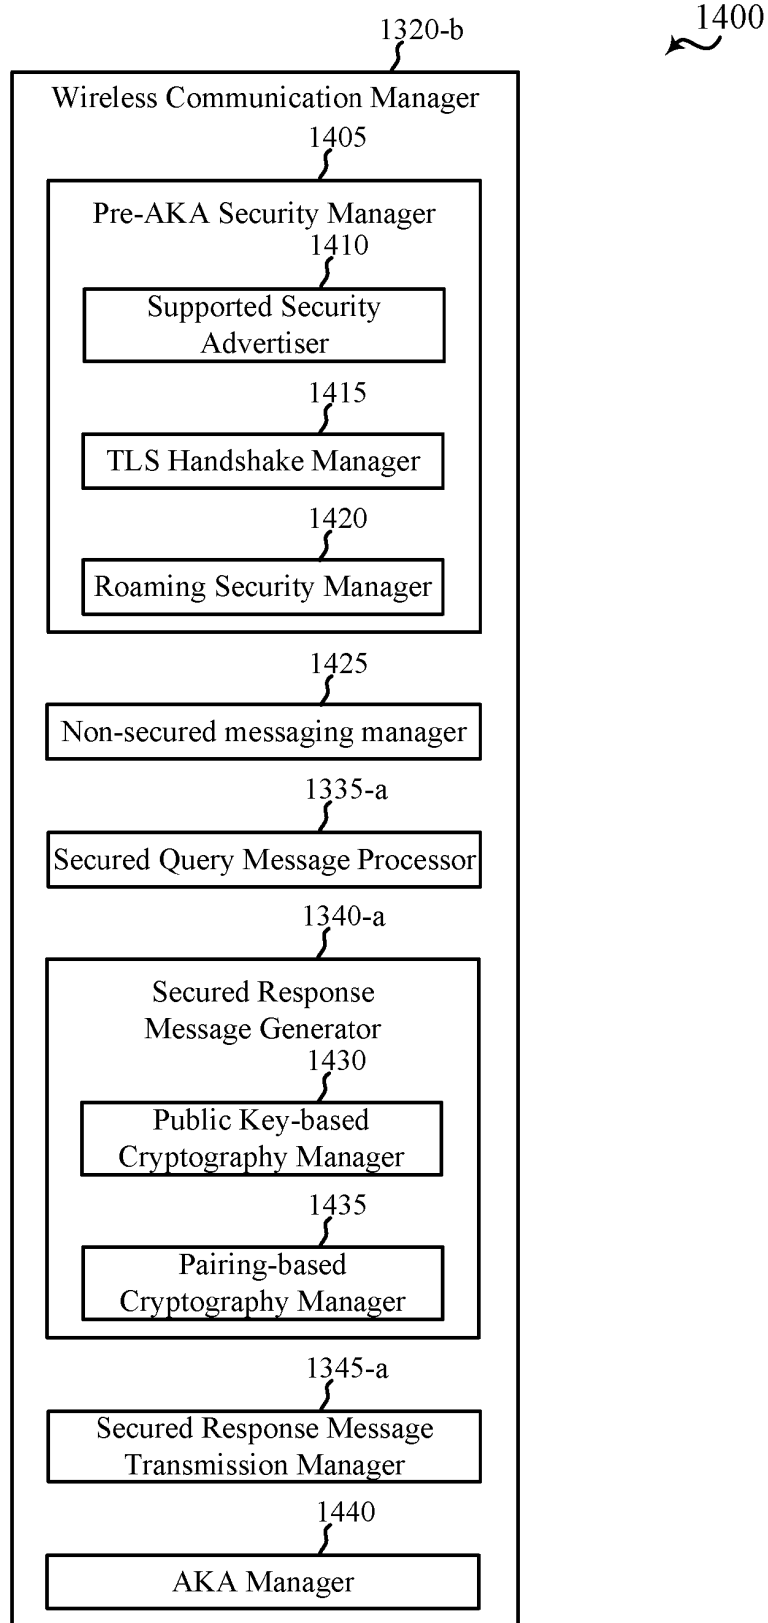 1400
1320-b
Wireless Communication Manager
1405
Pre-AKA Security Manager
1410
Supported Security
Advertiser
1415
TLS Handshake Manager
1420
Roaming Security Manager
1425
Non-secured messaging manager
1335-a
Secured Query Message Processor
1340-a
Secured Response
Message Generator
1430
Public Key-based
Cryptography Manager
1435
Pairing-based
Cryptography Manager
1345-a
Secured Response Message
Transmission Manager
1440
AKA Manager